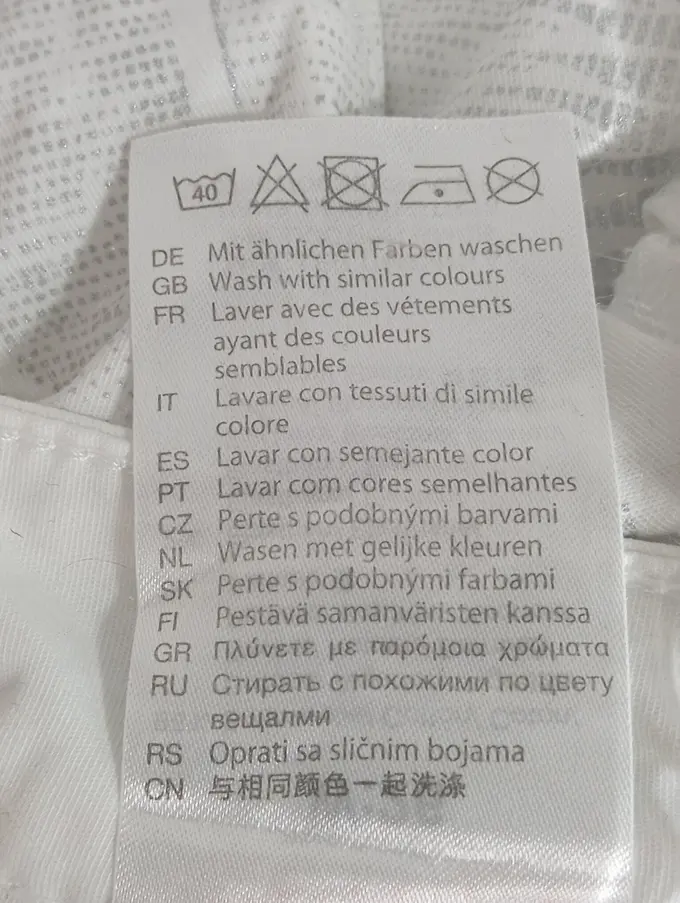 40
DE Mit ähnlichen Farben waschen
GB Wash with similar colours
FR Laver avec des vétements
ayant des couleurs
semblables
IT Lavare con tessuti di simile
colore
ES Lavar con semejante color
PT Lavar com cores semelhantes
CZ Perte s podobnými barvami
NL Wasen met gelijke kleuren
SK Perte s podobnými farbami
FI Pestävä samanväristen kanssa
GR Πλύνετε με παρόμοια χρώματα
RU Стирать с похожими по цвету
вещалми
RS Oprati sa sličnim bojama
CN 与相同颜色一起洗涤